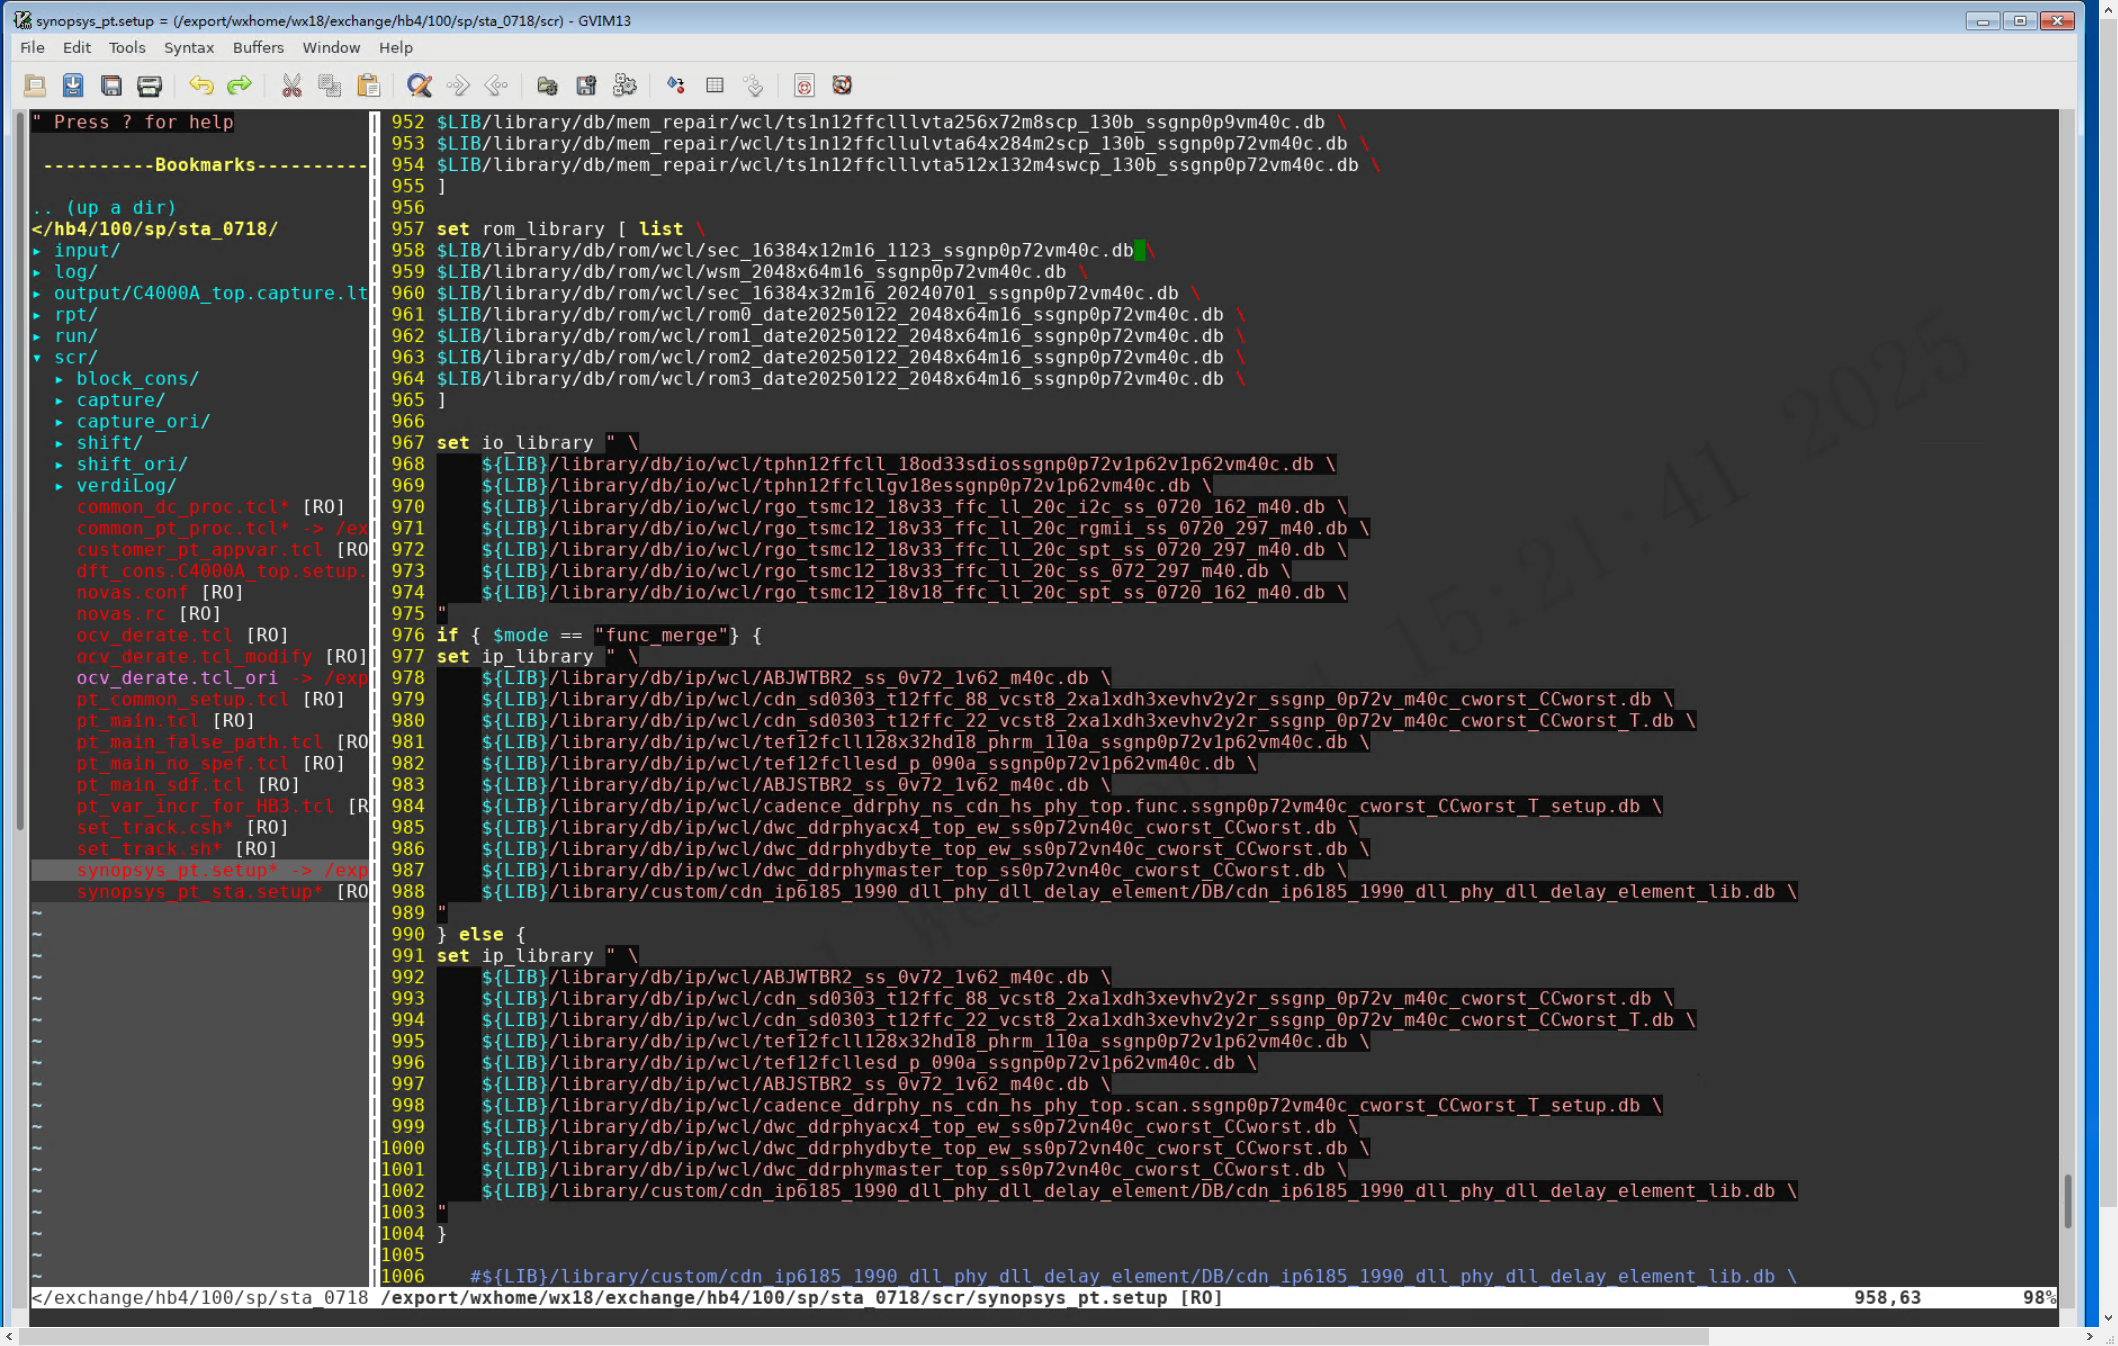 synopsys_pt.setup = (/export/wxhome/wx18/exchange/hb4/100/sp/sta_0718/scr) - GVIM13
File Edit Tools Syntax Buffers Window Help
" Press ? for help
----------Bookmarks----------
.. (up a dir)
</hb4/100/sp/sta_0718/
▸ input/
▸ log/
▸ output/C4000A_top.capture.lt
▸ rpt/
▸ run/
▾ scr/
▸ block_cons/
▸ capture/
▸ capture_ori/
▸ shift/
▸ shift_ori/
▸ verdiLog/
common_dc_proc.tcl* [RO]
common_pt_proc.tcl* -> /ex
customer_pt_appvar.tcl [RO
dft_cons.C4000A_top.setup.
novas.conf [RO]
novas.rc [RO]
ocv_derate.tcl [RO]
ocv_derate.tcl_modify [RO]
ocv_derate.tcl_ori -> /exp
pt_common_setup.tcl [RO]
pt_main.tcl [RO]
pt_main_false_path.tcl [RO
pt_main_no_spef.tcl [RO]
pt_main_sdf.tcl [RO]
pt_var_incr_for_HB3.tcl [R
set_track.csh* [RO]
set_track.sh* [RO]
synopsys_pt.setup* -> /exp
synopsys_pt_sta.setup* [RO
952 $LIB/library/db/mem_repair/wcl/ts1n12ffclllvta256x72m8scp_130b_ssgnp0p9vm40c.db \
953 $LIB/library/db/mem_repair/wcl/ts1n12ffcllulvta64x284m2scp_130b_ssgnp0p72vm40c.db \
954 $LIB/library/db/mem_repair/wcl/ts1n12ffclllvta512x132m4swcp_130b_ssgnp0p72vm40c.db \
955 ]
956
957 set rom_library [ list \
958 $LIB/library/db/rom/wcl/sec_16384x12m16_1123_ssgnp0p72vm40c.db \
959 $LIB/library/db/rom/wcl/wsm_2048x64m16_ssgnp0p72vm40c.db \
960 $LIB/library/db/rom/wcl/sec_16384x32m16_20240701_ssgnp0p72vm40c.db \
961 $LIB/library/db/rom/wcl/rom0_date20250122_2048x64m16_ssgnp0p72vm40c.db \
962 $LIB/library/db/rom/wcl/rom1_date20250122_2048x64m16_ssgnp0p72vm40c.db \
963 $LIB/library/db/rom/wcl/rom2_date20250122_2048x64m16_ssgnp0p72vm40c.db \
964 $LIB/library/db/rom/wcl/rom3_date20250122_2048x64m16_ssgnp0p72vm40c.db \
965 ]
966
967 set io_library " \
968 ${LIB}/library/db/io/wcl/tphn12ffcll_18od33sdiossgnp0p72v1p62v1p62vm40c.db \
969 ${LIB}/library/db/io/wcl/tphn12ffcllgv18essgnp0p72v1p62vm40c.db \
970 ${LIB}/library/db/io/wcl/rgo_tsmc12_18v33_ffc_ll_20c_i2c_ss_0720_162_m40.db \
971 ${LIB}/library/db/io/wcl/rgo_tsmc12_18v33_ffc_ll_20c_rgmii_ss_0720_297_m40.db \
972 ${LIB}/library/db/io/wcl/rgo_tsmc12_18v33_ffc_ll_20c_spt_ss_0720_297_m40.db \
973 ${LIB}/library/db/io/wcl/rgo_tsmc12_18v33_ffc_ll_20c_ss_072_297_m40.db \
974 ${LIB}/library/db/io/wcl/rgo_tsmc12_18v18_ffc_ll_20c_spt_ss_0720_162_m40.db \
975 "
976 if { $mode == "func_merge"} {
977 set ip_library " \
978 ${LIB}/library/db/ip/wcl/ABJWTBR2_ss_0v72_1v62_m40c.db \
979 ${LIB}/library/db/ip/wcl/cdn_sd0303_t12ffc_88_vcst8_2xa1xdh3xevhv2y2r_ssgnp_0p72v_m40c_cworst_CCworst.db \
980 ${LIB}/library/db/ip/wcl/cdn_sd0303_t12ffc_22_vcst8_2xa1xdh3xevhv2y2r_ssgnp_0p72v_m40c_cworst_CCworst_T.db \
981 ${LIB}/library/db/ip/wcl/tef12fcll128x32hd18_phrm_110a_ssgnp0p72v1p62vm40c.db \
982 ${LIB}/library/db/ip/wcl/tef12fcllesd_p_090a_ssgnp0p72v1p62vm40c.db \
983 ${LIB}/library/db/ip/wcl/ABJSTBR2_ss_0v72_1v62_m40c.db \
984 ${LIB}/library/db/ip/wcl/cadence_ddrphy_ns_cdn_hs_phy_top.func.ssgnp0p72vm40c_cworst_CCworst_T_setup.db \
985 ${LIB}/library/db/ip/wcl/dwc_ddrphyacx4_top_ew_ss0p72vn40c_cworst_CCworst.db \
986 ${LIB}/library/db/ip/wcl/dwc_ddrphydbyte_top_ew_ss0p72vn40c_cworst_CCworst.db \
987 ${LIB}/library/db/ip/wcl/dwc_ddrphymaster_top_ss0p72vn40c_cworst_CCworst.db \
988 ${LIB}/library/custom/cdn_ip6185_1990_dll_phy_dll_delay_element/DB/cdn_ip6185_1990_dll_phy_dll_delay_element_lib.db \
989 "
990 } else {
991 set ip_library " \
992 ${LIB}/library/db/ip/wcl/ABJWTBR2_ss_0v72_1v62_m40c.db \
993 ${LIB}/library/db/ip/wcl/cdn_sd0303_t12ffc_88_vcst8_2xa1xdh3xevhv2y2r_ssgnp_0p72v_m40c_cworst_CCworst.db \
994 ${LIB}/library/db/ip/wcl/cdn_sd0303_t12ffc_22_vcst8_2xa1xdh3xevhv2y2r_ssgnp_0p72v_m40c_cworst_CCworst_T.db \
995 ${LIB}/library/db/ip/wcl/tef12fcll128x32hd18_phrm_110a_ssgnp0p72v1p62vm40c.db \
996 ${LIB}/library/db/ip/wcl/tef12fcllesd_p_090a_ssgnp0p72v1p62vm40c.db \
997 ${LIB}/library/db/ip/wcl/ABJSTBR2_ss_0v72_1v62_m40c.db \
998 ${LIB}/library/db/ip/wcl/cadence_ddrphy_ns_cdn_hs_phy_top.scan.ssgnp0p72vm40c_cworst_CCworst_T_setup.db \
999 ${LIB}/library/db/ip/wcl/dwc_ddrphyacx4_top_ew_ss0p72vn40c_cworst_CCworst.db \
1000 ${LIB}/library/db/ip/wcl/dwc_ddrphydbyte_top_ew_ss0p72vn40c_cworst_CCworst.db \
1001 ${LIB}/library/db/ip/wcl/dwc_ddrphymaster_top_ss0p72vn40c_cworst_CCworst.db \
1002 ${LIB}/library/custom/cdn_ip6185_1990_dll_phy_dll_delay_element/DB/cdn_ip6185_1990_dll_phy_dll_delay_element_lib.db \
1003 "
1004 }
1005
1006 #${LIB}/library/custom/cdn_ip6185_1990_dll_phy_dll_delay_element/DB/cdn_ip6185_1990_dll_phy_dll_delay_element_lib.db \
</exchange/hb4/100/sp/sta_0718 /export/wxhome/wx18/exchange/hb4/100/sp/sta_0718/scr/synopsys_pt.setup [RO] 958,63 98%
15:21:41 2025